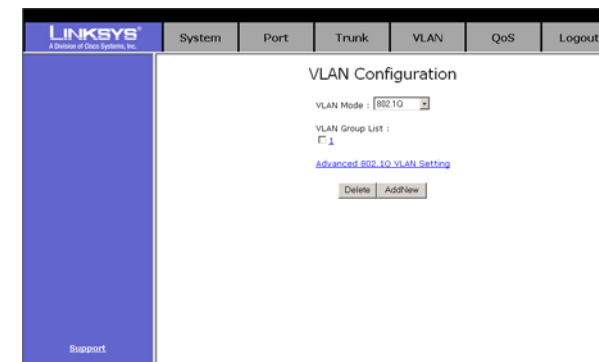 LINKSYS®
A Division of Cisco Systems, Inc.
System Port Trunk VLAN QoS Logout
VLAN Configuration
VLAN Mode : 802.1Q
VLAN Group List :
1
Advanced 802.1Q VLAN Setting
Delete AddNew
Support